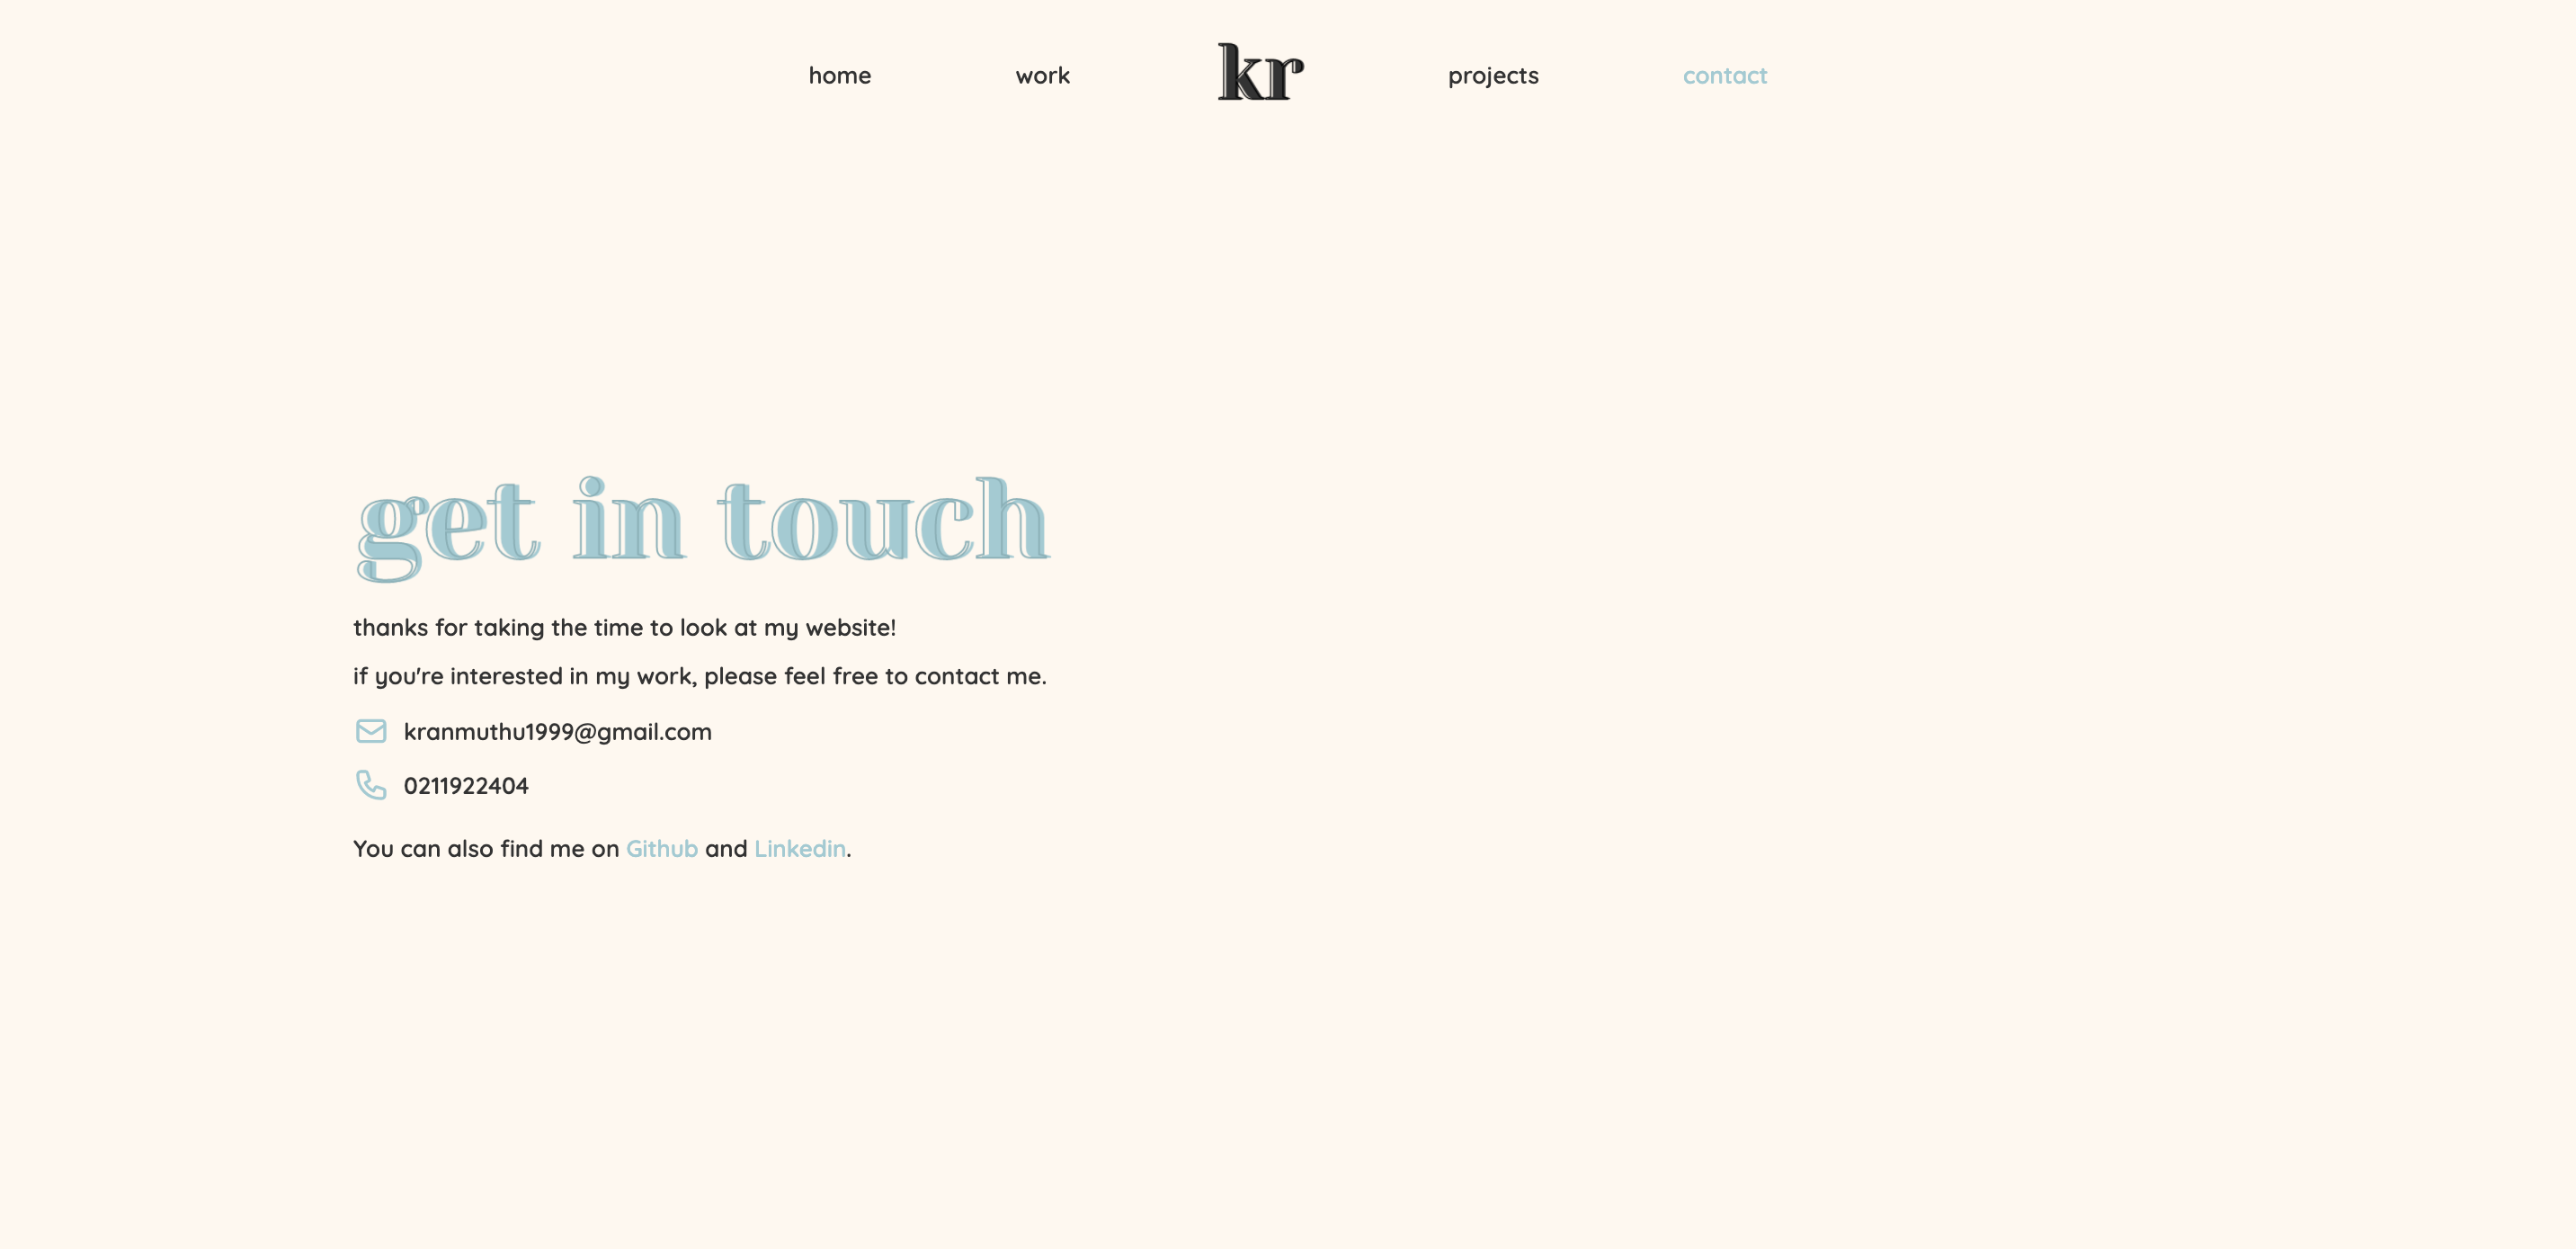 home work kr projects contact
get in touch
thanks for taking the time to look at my website!
if you're interested in my work, please feel free to contact me.
kranmuthu1999@gmail.com
0211922404
You can also find me on Github and Linkedin.